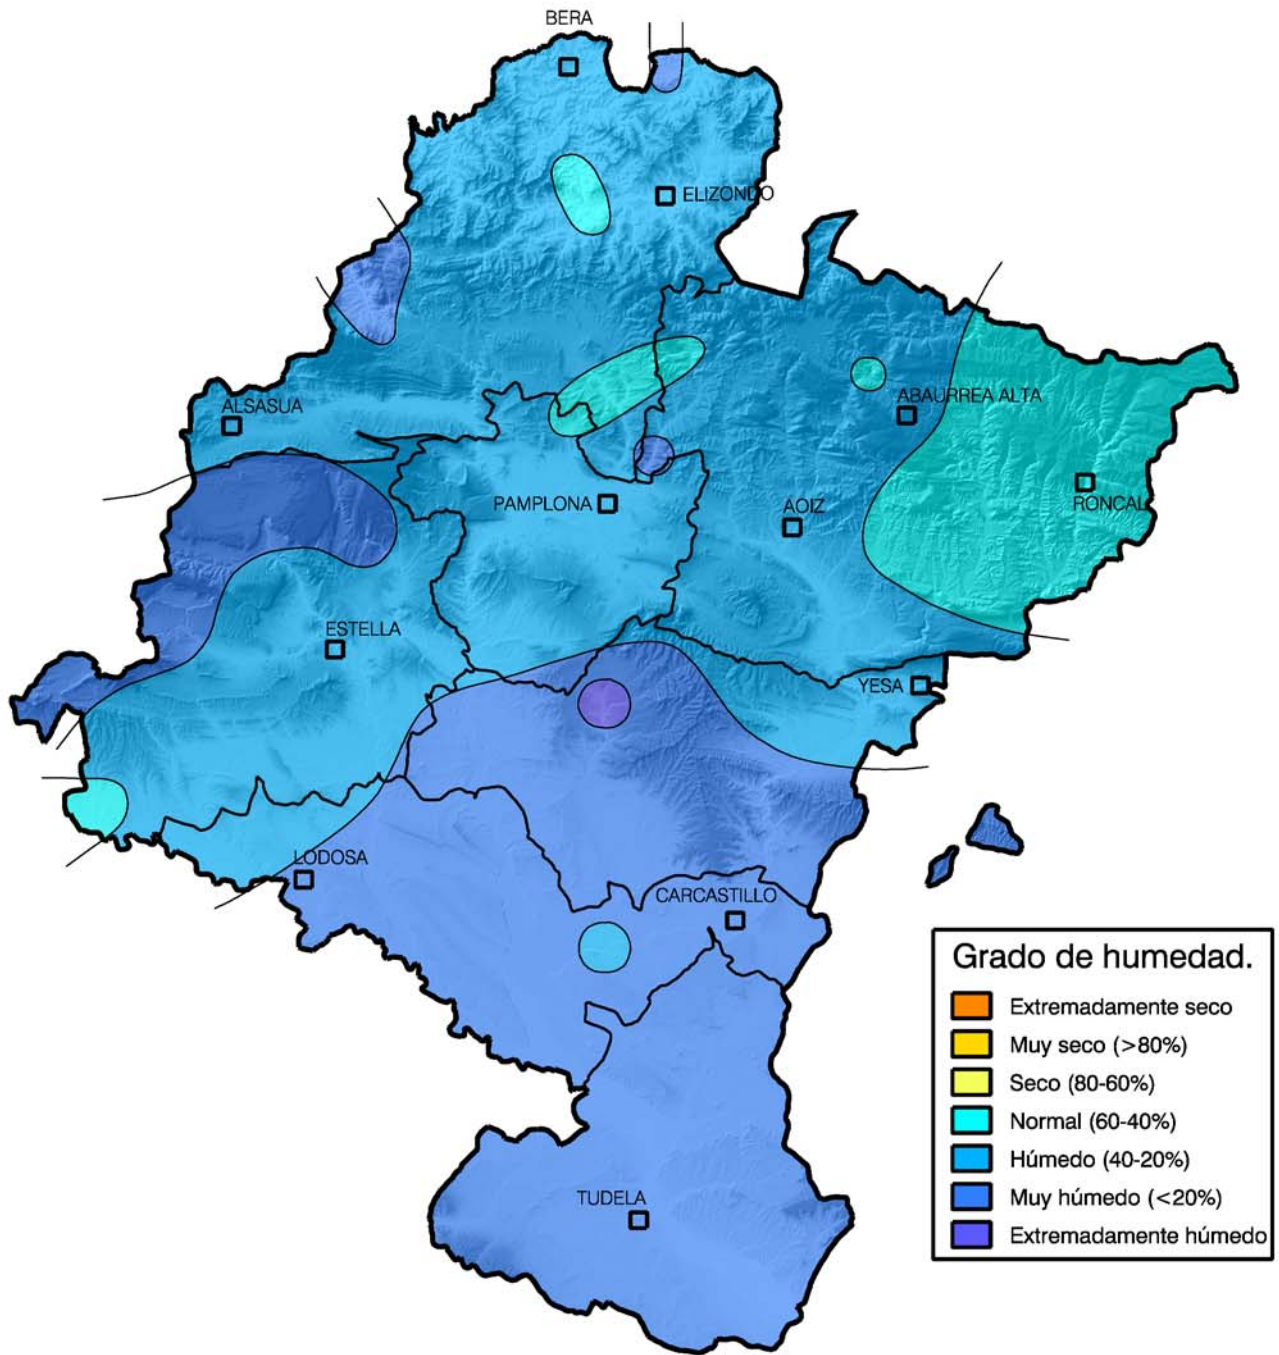 BERA
ELIZONDO
ALSASUA
ABAURREA ALTA
PAMPLONA
AOIZ
RONCAL
ESTELLA
YESA
LODOSA
CARCASTILLO
TUDELA
Grado de humedad.
Extremadamente seco
Muy seco (>80%)
Seco (80-60%)
Normal (60-40%)
Húmedo (40-20%)
Muy húmedo (<20%)
Extremadamente húmedo